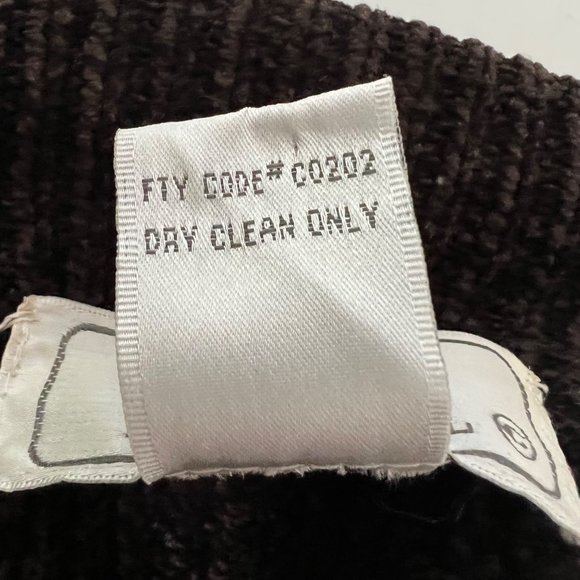 FTY CODE# C0202
DRY CLEAN ONLY
L
®